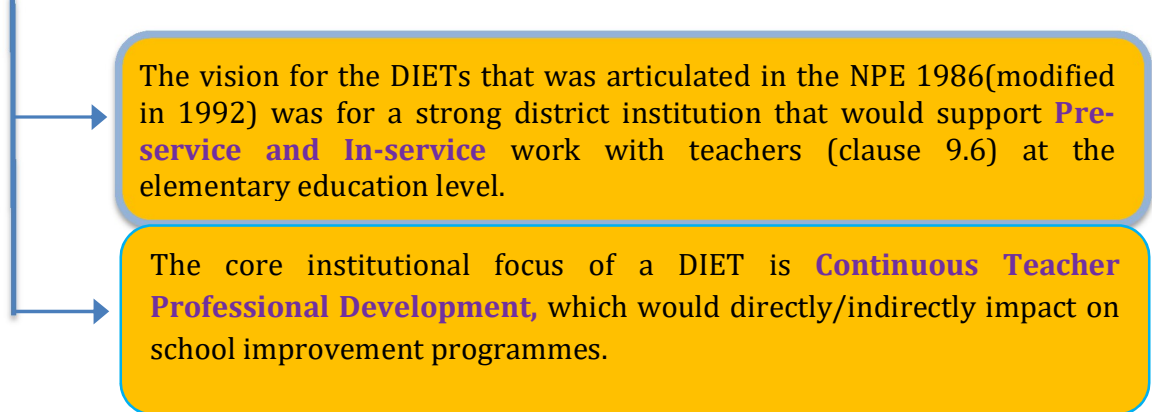 The vision for the DIETs that was articulated in the NPE 1986(modified
in 1992) was for a strong district institution that would support Pre-
service and In-service work with teachers (clause 9.6) at the
elementary education level.
The core institutional focus of a DIET is Continuous Teacher
Professional Development, which would directly/indirectly impact on
school improvement programmes.